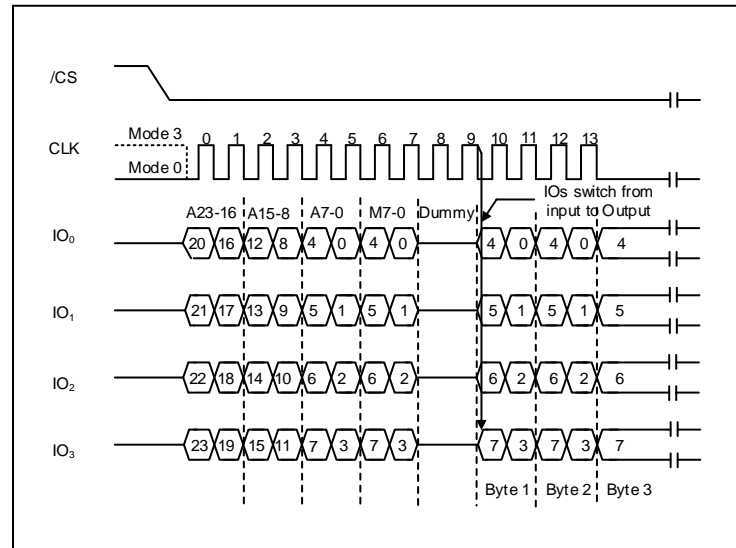 /CS
Mode 3
CLK
Mode 0
0 1 2 3 4 5 6 7 8 9 10 11 12 13
IOs switch from
input to Output
A23-16 A15-8 A7-0 M7-0 Dummy
IO0 20 16 12 8 4 0 4 0 4 0 4 0 4
IO1 21 17 13 9 5 1 5 1 5 1 5 1 5
IO2 22 18 14 10 6 2 6 2 6 2 6 2 6
IO3 23 19 15 11 7 3 7 3 7 3 7 3 7
Byte 1 Byte 2 Byte 3